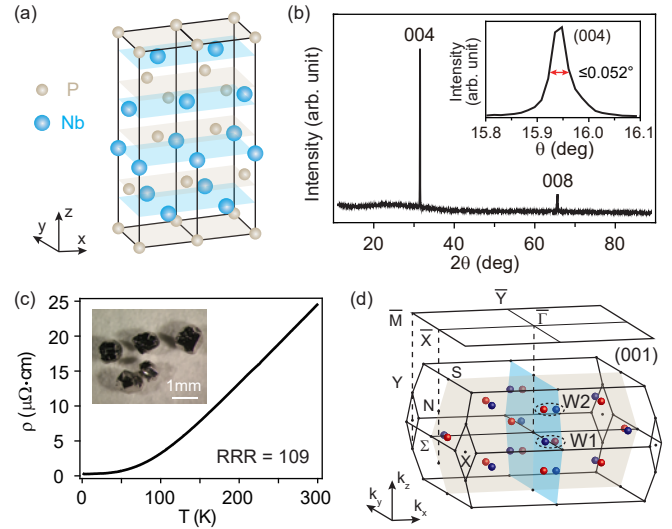 (a)
P
Nb
z
y
x
(b)
Intensity (arb. unit)
004
008
20
40
60
80
2θ (deg)
Intensity
(arb. unit)
(004)
≤0.052°
15.8
15.9
16.0
16.1
θ (deg)
(c)
ρ (μΩ·cm)
25
20
15
10
5
0
1mm
RRR = 109
0
100
200
300
T (K)
(d)
Y̅
M̅
Γ̅
X̅
(001)
Y
S
W2
N
W1
Σ
X
k_z
k_y
k_x